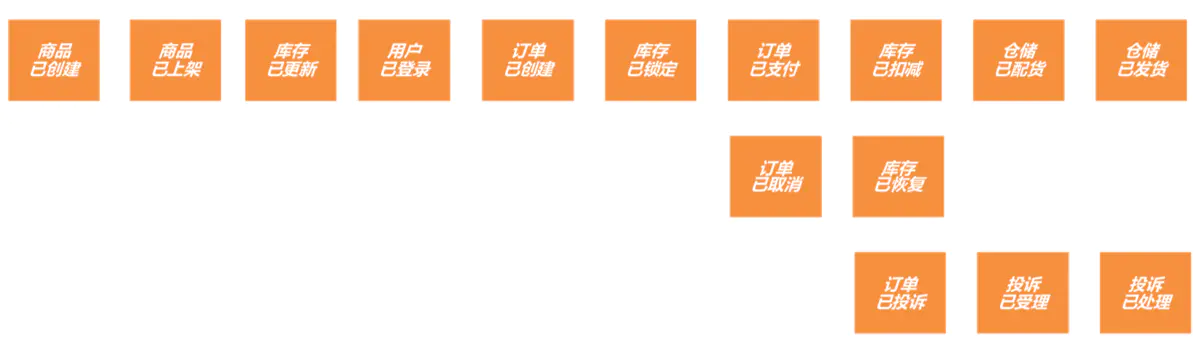 商品
已创建
商品
已上架
库存
已更新
用户
已登录
订单
已创建
库存
已锁定
订单
已支付
库存
已扣减
仓储
已配货
仓储
已发货
订单
已取消
库存
已恢复
订单
已投诉
投诉
已受理
投诉
已处理